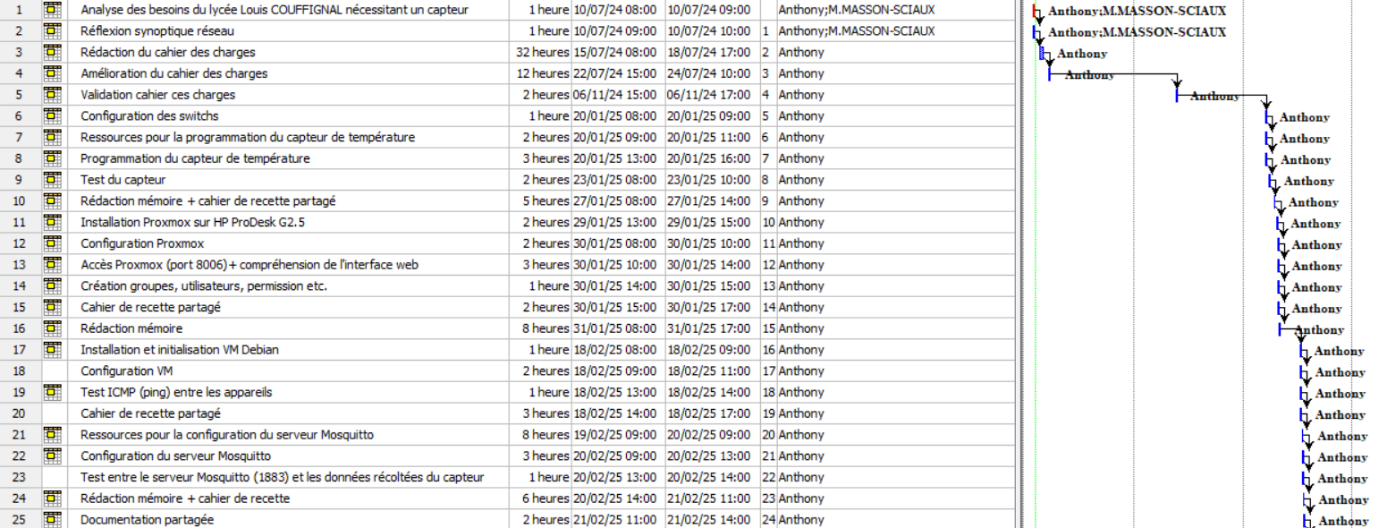 1 Analyse des besoins du lycée Louis COUFFIGNAL nécessitant un capteur 1 heure 10/07/24 08:00 10/07/24 09:00 Anthony;M.MASSON-SCIAUX Anthony;M.MASSON-SCIAUX
2 Réflexion synoptique réseau 1 heure 10/07/24 09:00 10/07/24 10:00 1 Anthony;M.MASSON-SCIAUX Anthony;M.MASSON-SCIAUX
3 Rédaction du cahier des charges 32 heures 15/07/24 08:00 18/07/24 17:00 2 Anthony Anthony
4 Amélioration du cahier des charges 12 heures 22/07/24 15:00 24/07/24 10:00 3 Anthony Anthony
5 Validation cahier ces charges 2 heures 06/11/24 15:00 06/11/24 17:00 4 Anthony Anthony
6 Configuration des switchs 1 heure 20/01/25 08:00 20/01/25 09:00 5 Anthony Anthony
7 Ressources pour la programmation du capteur de température 2 heures 20/01/25 09:00 20/01/25 11:00 6 Anthony Anthony
8 Programmation du capteur de température 3 heures 20/01/25 13:00 20/01/25 16:00 7 Anthony Anthony
9 Test du capteur 2 heures 23/01/25 08:00 23/01/25 10:00 8 Anthony Anthony
10 Rédaction mémoire + cahier de recette partagé 5 heures 27/01/25 08:00 27/01/25 14:00 9 Anthony Anthony
11 Installation Proxmox sur HP ProDesk G2.5 2 heures 29/01/25 13:00 29/01/25 15:00 10 Anthony Anthony
12 Configuration Proxmox 2 heures 30/01/25 08:00 30/01/25 10:00 11 Anthony Anthony
13 Accès Proxmox (port 8006)+ compréhension de l'interface web 3 heures 30/01/25 10:00 30/01/25 14:00 12 Anthony Anthony
14 Création groupes, utilisateurs, permission etc. 1 heure 30/01/25 14:00 30/01/25 15:00 13 Anthony Anthony
15 Cahier de recette partagé 2 heures 30/01/25 15:00 30/01/25 17:00 14 Anthony Anthony
16 Rédaction mémoire 8 heures 31/01/25 08:00 31/01/25 17:00 15 Anthony Anthony
17 Installation et initialisation VM Debian 1 heure 18/02/25 08:00 18/02/25 09:00 16 Anthony Anthony
18 Configuration VM 2 heures 18/02/25 09:00 18/02/25 11:00 17 Anthony Anthony
19 Test ICMP (ping) entre les appareils 1 heure 18/02/25 13:00 18/02/25 14:00 18 Anthony Anthony
20 Cahier de recette partagé 3 heures 18/02/25 14:00 18/02/25 17:00 19 Anthony Anthony
21 Ressources pour la configuration du serveur Mosquitto 8 heures 19/02/25 09:00 20/02/25 09:00 20 Anthony Anthony
22 Configuration du serveur Mosquitto 3 heures 20/02/25 09:00 20/02/25 13:00 21 Anthony Anthony
23 Test entre le serveur Mosquitto (1883) et les données récoltées du capteur 1 heure 20/02/25 13:00 20/02/25 14:00 22 Anthony Anthony
24 Rédaction mémoire + cahier de recette 6 heures 20/02/25 14:00 21/02/25 11:00 23 Anthony Anthony
25 Documentation partagée 2 heures 21/02/25 11:00 21/02/25 14:00 24 Anthony Anthony